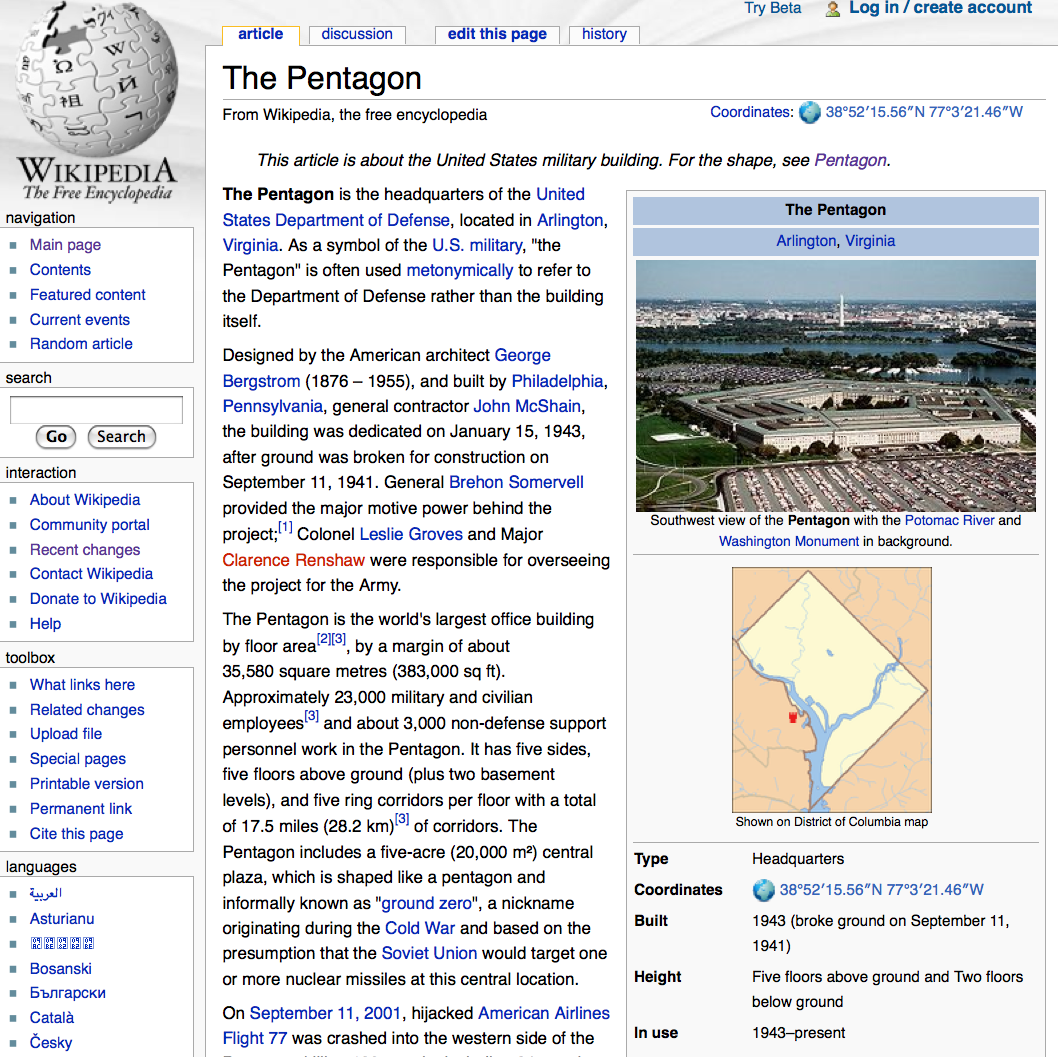 Try Beta
Log in / create account
article
discussion
edit this page
history
The Pentagon
From Wikipedia, the free encyclopedia
Coordinates: 38°52′15.56″N 77°3′21.46″W
This article is about the United States military building. For the shape, see Pentagon.
WIKIPEDIA
The Free Encyclopedia
navigation
Main page
Contents
Featured content
Current events
Random article
search
Go
Search
interaction
About Wikipedia
Community portal
Recent changes
Contact Wikipedia
Donate to Wikipedia
Help
toolbox
What links here
Related changes
Upload file
Special pages
Printable version
Permanent link
Cite this page
languages
العربية
Asturianu
Bosanski
Български
Català
Česky
The Pentagon is the headquarters of the United
States Department of Defense, located in Arlington,
Virginia. As a symbol of the U.S. military, "the
Pentagon" is often used metonymically to refer to
the Department of Defense rather than the building
itself.
Designed by the American architect George
Bergstrom (1876 – 1955), and built by Philadelphia,
Pennsylvania, general contractor John McShain,
the building was dedicated on January 15, 1943,
after ground was broken for construction on
September 11, 1941. General Brehon Somervell
provided the major motive power behind the
project;[1] Colonel Leslie Groves and Major
Clarence Renshaw were responsible for overseeing
the project for the Army.
The Pentagon is the world's largest office building
by floor area[2][3], by a margin of about
35,580 square metres (383,000 sq ft).
Approximately 23,000 military and civilian
employees[3] and about 3,000 non-defense support
personnel work in the Pentagon. It has five sides,
five floors above ground (plus two basement
levels), and five ring corridors per floor with a total
of 17.5 miles (28.2 km)[3] of corridors. The
Pentagon includes a five-acre (20,000 m²) central
plaza, which is shaped like a pentagon and
informally known as "ground zero", a nickname
originating during the Cold War and based on the
presumption that the Soviet Union would target one
or more nuclear missiles at this central location.
On September 11, 2001, hijacked American Airlines
Flight 77 was crashed into the western side of the
The Pentagon
Arlington, Virginia
Southwest view of the Pentagon with the Potomac River and
Washington Monument in background.
Shown on District of Columbia map
Type Headquarters
Coordinates 38°52′15.56″N 77°3′21.46″W
Built 1943 (broke ground on September 11,
1941)
Height Five floors above ground and Two floors
below ground
In use 1943–present